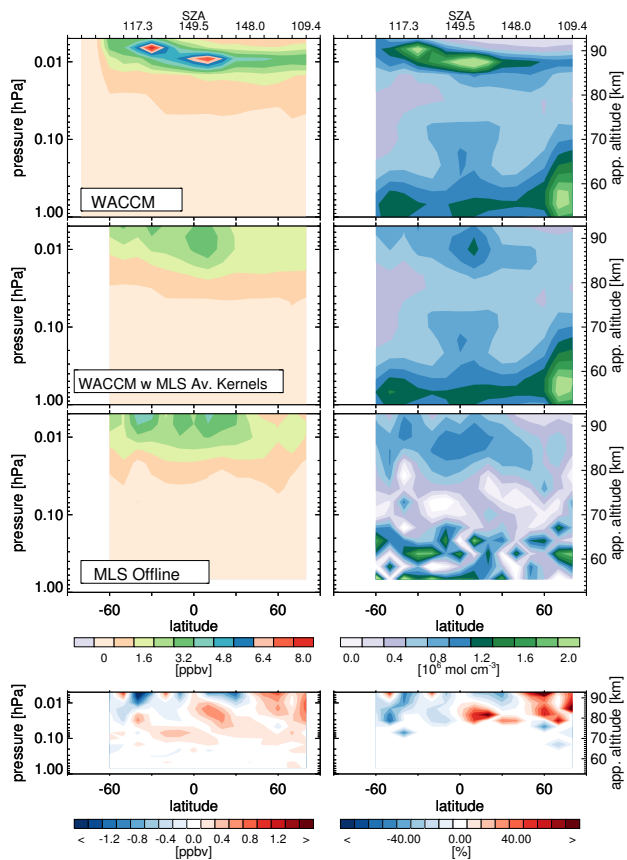 SZA SZA
117.3 149.5 148.0 109.4 117.3 149.5 148.0 109.4
pressure [hPa]
0.01
0.10
1.00
WACCM
90
80
70
60
app. altitude [km]
pressure [hPa]
0.01
0.10
1.00
WACCM w MLS Av. Kernels
90
80
70
60
app. altitude [km]
pressure [hPa]
0.01
0.10
1.00
MLS Offline
90
80
70
60
app. altitude [km]
-60 0 60 -60 0 60
latitude latitude
0 1.6 3.2 4.8 6.4 8.0 0.0 0.4 0.8 1.2 1.6 2.0
[ppbv] [10⁶ mol cm⁻³]
pressure [hPa]
0.01
0.10
1.00
90
80
70
60
app. altitude [km]
-60 0 60 -60 0 60
latitude latitude
< -1.2 -0.8 -0.4 0.0 0.4 0.8 1.2 > < -40.00 0.00 40.00 >
[ppbv] [%]